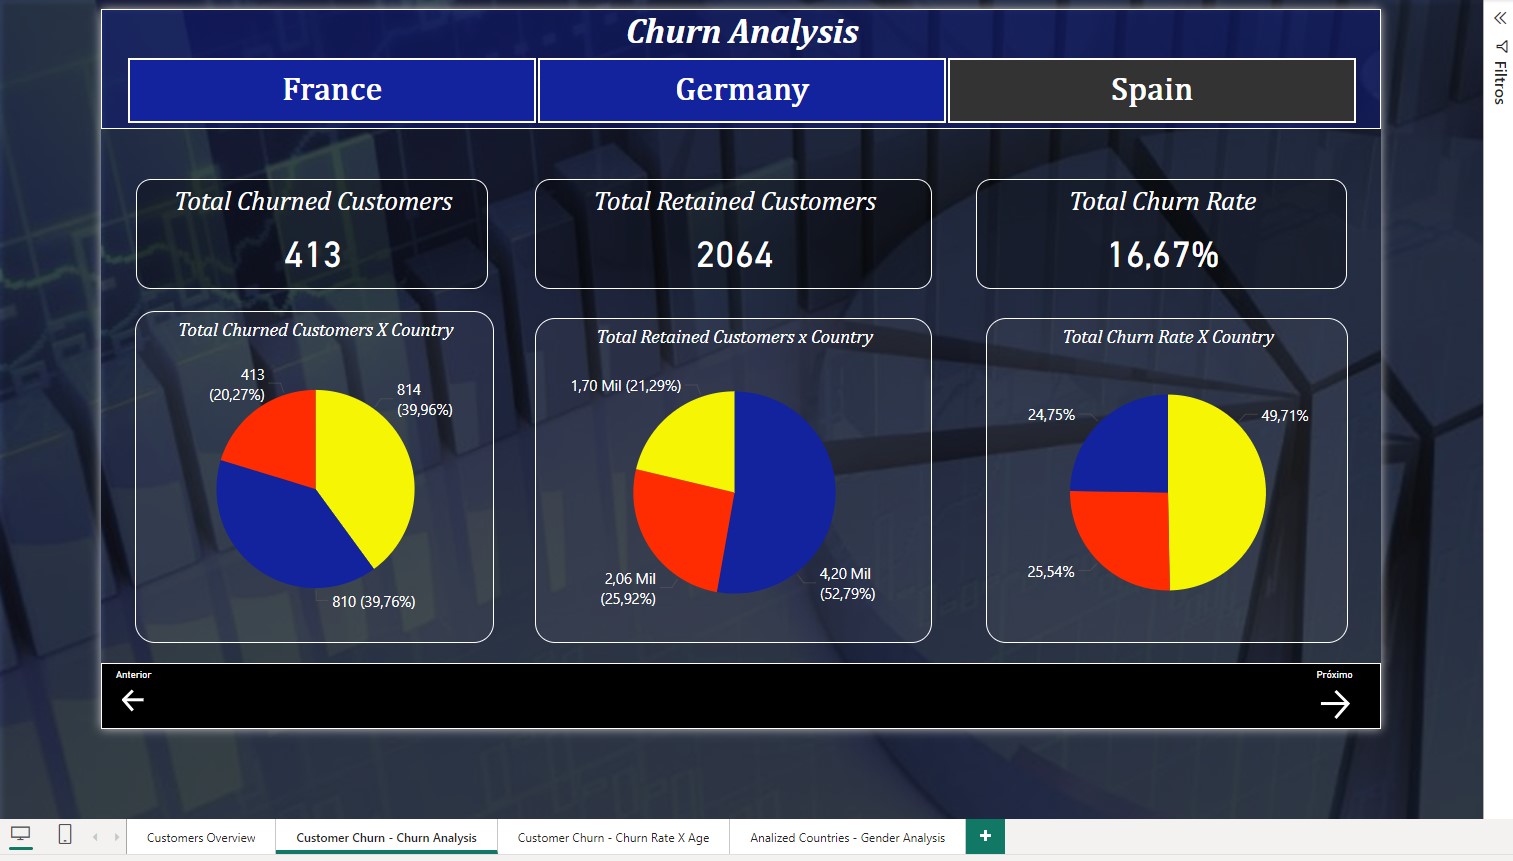 Churn Analysis
France
Germany
Spain
Filtros
Total Churned Customers
413
Total Retained Customers
2064
Total Churn Rate
16,67%
Total Churned Customers X Country
413
(20,27%)
814
(39,96%)
810 (39,76%)
Total Retained Customers x Country
1,70 Mil (21,29%)
2,06 Mil
(25,92%)
4,20 Mil
(52,79%)
Total Churn Rate X Country
24,75%
49,71%
25,54%
Anterior
Próximo
Customers Overview
Customer Churn - Churn Analysis
Customer Churn - Churn Rate X Age
Analized Countries - Gender Analysis